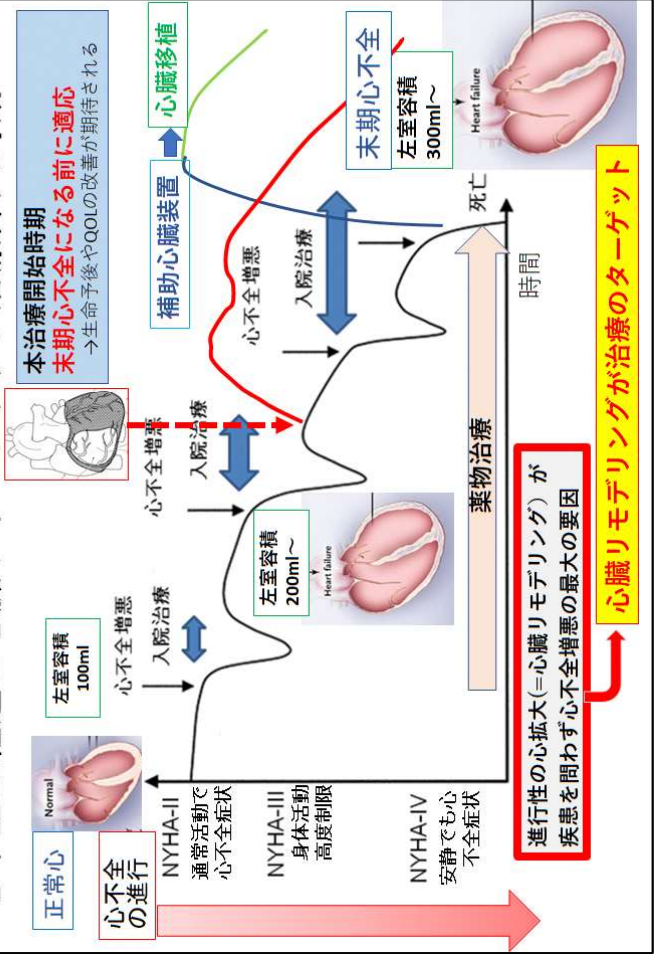 正常心
Normal
左室容積
100ml
本治療開始時期
末期心不全になる前に適応
→生命予後やQOLの改善が期待される
心不全
の進行
心不全増悪
入院治療
心不全増悪
入院治療
補助心臓装置
心臓移植
NYHA-II
通常活動で
心不全症状
NYHA-III
身体活動
高度制限
NYHA-IV
安静でも心
不全症状
左室容積
200ml～
Heart failure
心不全増悪
入院治療
末期心不全
左室容積
300ml～
Heart failure
薬物治療
死亡
時間
進行性の心拡大(=心臓リモデリング）が
疾患を問わず心不全増悪の最大の要因
心臓リモデリングが治療のターゲット